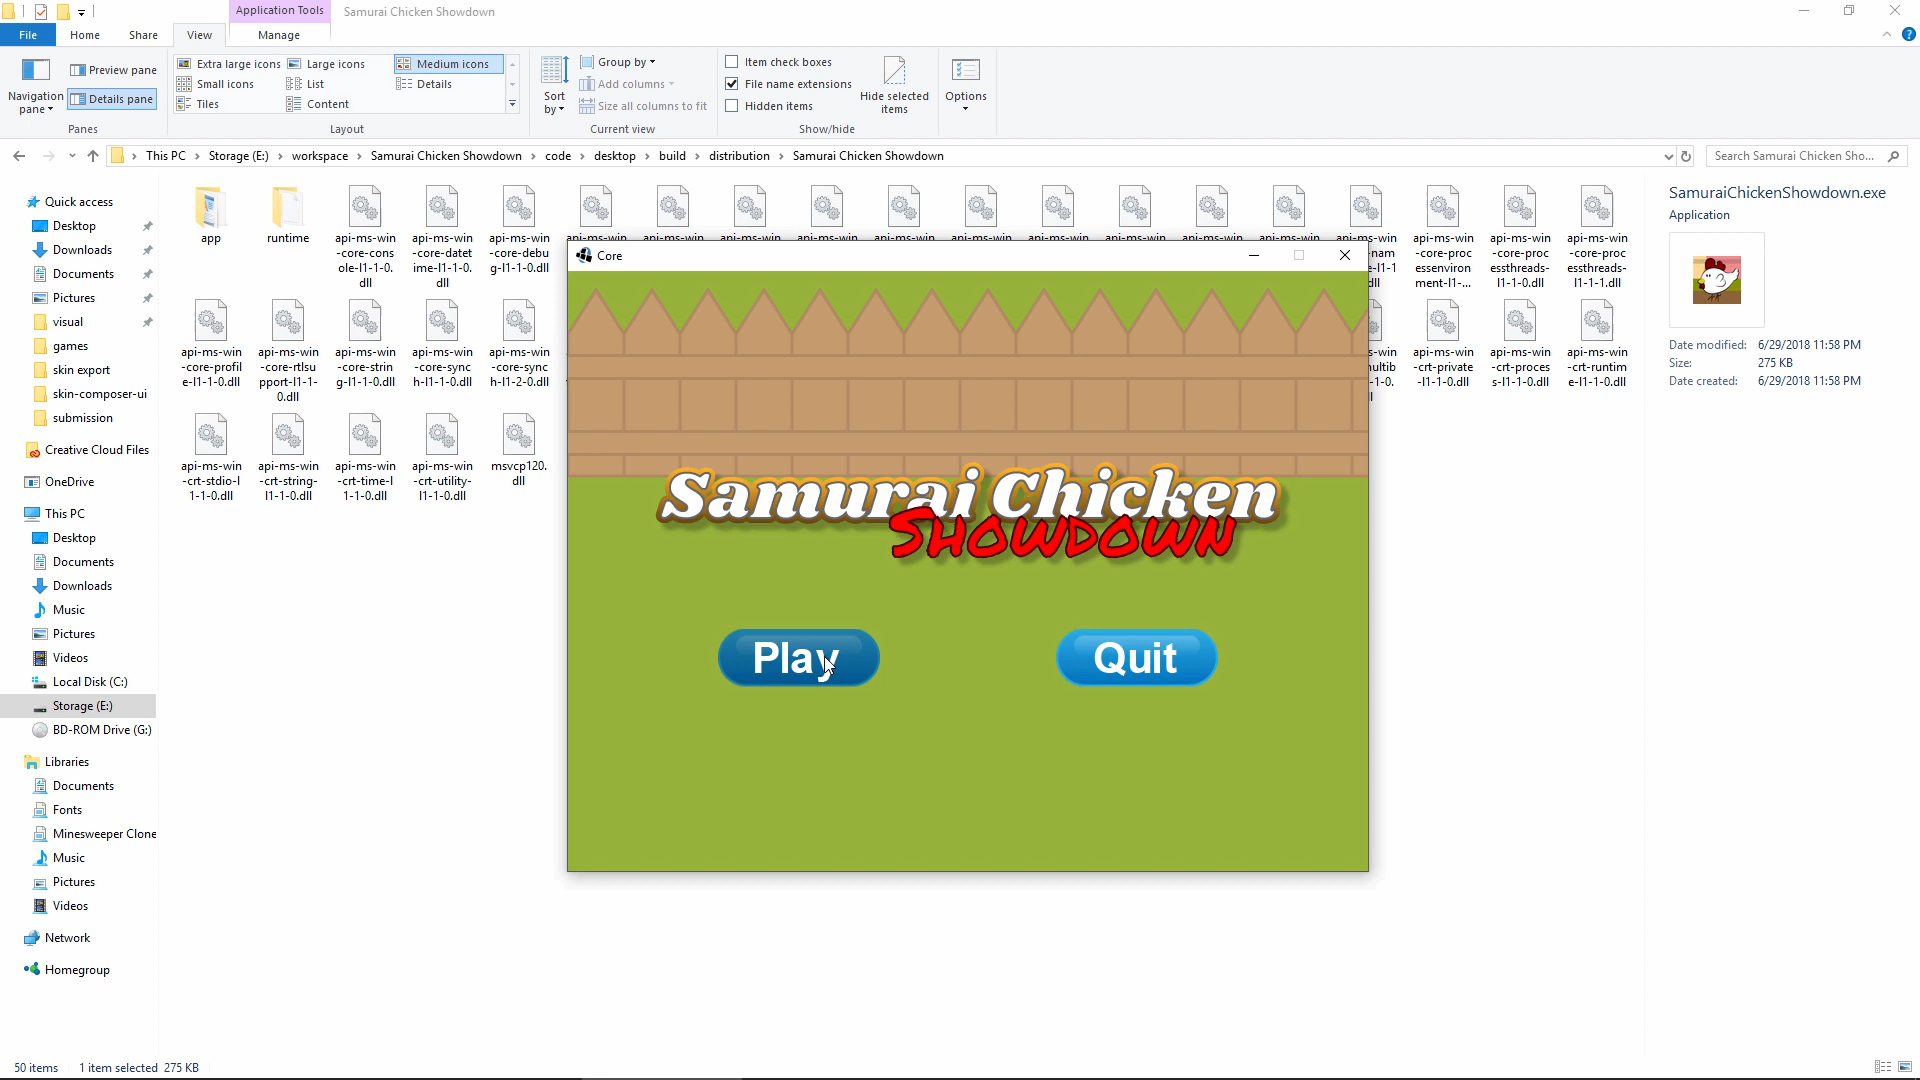 Application Tools
Samurai Chicken Showdown
File
Home
Share
View
Manage
Navigation pane
Preview pane
Details pane
Panes
Extra large icons
Large icons
Medium icons
Small icons
List
Details
Tiles
Content
Layout
Sort by
Group by
Add columns
Size all columns to fit
Current view
Item check boxes
File name extensions
Hidden items
Hide selected items
Show/hide
Options
This PC > Storage (E:) > workspace > Samurai Chicken Showdown > code > desktop > build > distribution > Samurai Chicken Showdown
Search Samurai Chicken Sho...
Quick access
Desktop
Downloads
Documents
Pictures
visual
games
skin export
skin-composer-ui
submission
Creative Cloud Files
OneDrive
This PC
Desktop
Documents
Downloads
Music
Pictures
Videos
Local Disk (C:)
Storage (E:)
BD-ROM Drive (G:)
Libraries
Documents
Fonts
Minesweeper Clone
Music
Pictures
Videos
Network
Homegroup
app
runtime
api-ms-win-core-console-l1-1-0.dll
api-ms-win-core-datetime-l1-1-0.dll
api-ms-win-core-debug-l1-1-0.dll
api-ms-win-core-processenvironment-l1-...
api-ms-win-core-processthreads-l1-1-0.dll
api-ms-win-core-processthreads-l1-1-1.dll
api-ms-win-core-profile-l1-1-0.dll
api-ms-win-core-rtlsupport-l1-1-0.dll
api-ms-win-core-string-l1-1-0.dll
api-ms-win-core-synch-l1-1-0.dll
api-ms-win-core-synch-l1-2-0.dll
api-ms-win-crt-private-l1-1-0.dll
api-ms-win-crt-process-l1-1-0.dll
api-ms-win-crt-runtime-l1-1-0.dll
api-ms-win-crt-stdio-l1-1-0.dll
api-ms-win-crt-string-l1-1-0.dll
api-ms-win-crt-time-l1-1-0.dll
api-ms-win-crt-utility-l1-1-0.dll
msvcp120.dll
Core
Samurai Chicken
Showdown
Play
Quit
SamuraiChickenShowdown.exe
Application
Date modified: 6/29/2018 11:58 PM
Size: 275 KB
Date created: 6/29/2018 11:58 PM
50 items
1 item selected 275 KB